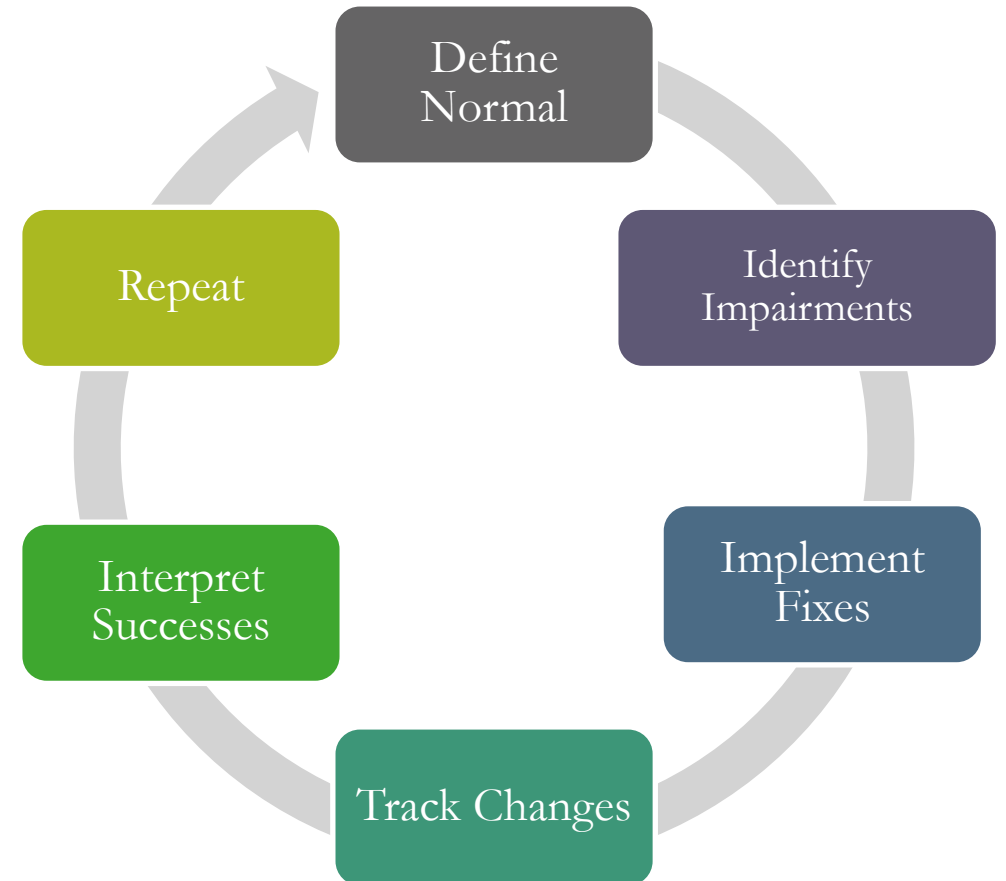 Define
Normal
Identify
Impairments
Implement
Fixes
Track Changes
Interpret
Successes
Repeat